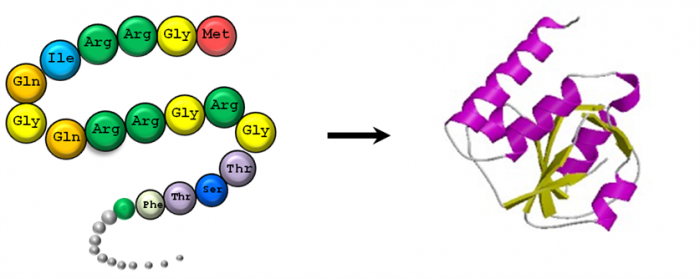 Ile Arg Arg Gly Met
Gln
Gly Gln Arg Arg Gly Arg Gly
Thr
Phe Thr Ser